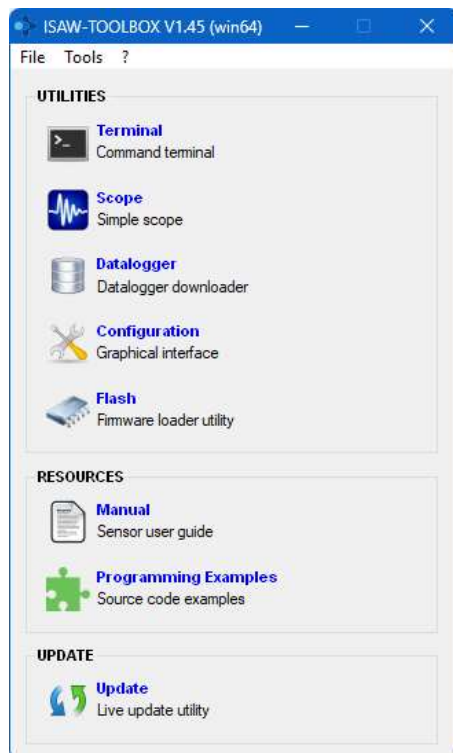 ISAW-TOOLBOX V1.45 (win64)
File Tools ?
UTILITIES
Terminal
Command terminal
Scope
Simple scope
Datalogger
Datalogger downloader
Configuration
Graphical interface
Flash
Firmware loader utility
RESOURCES
Manual
Sensor user guide
Programming Examples
Source code examples
UPDATE
Update
Live update utility